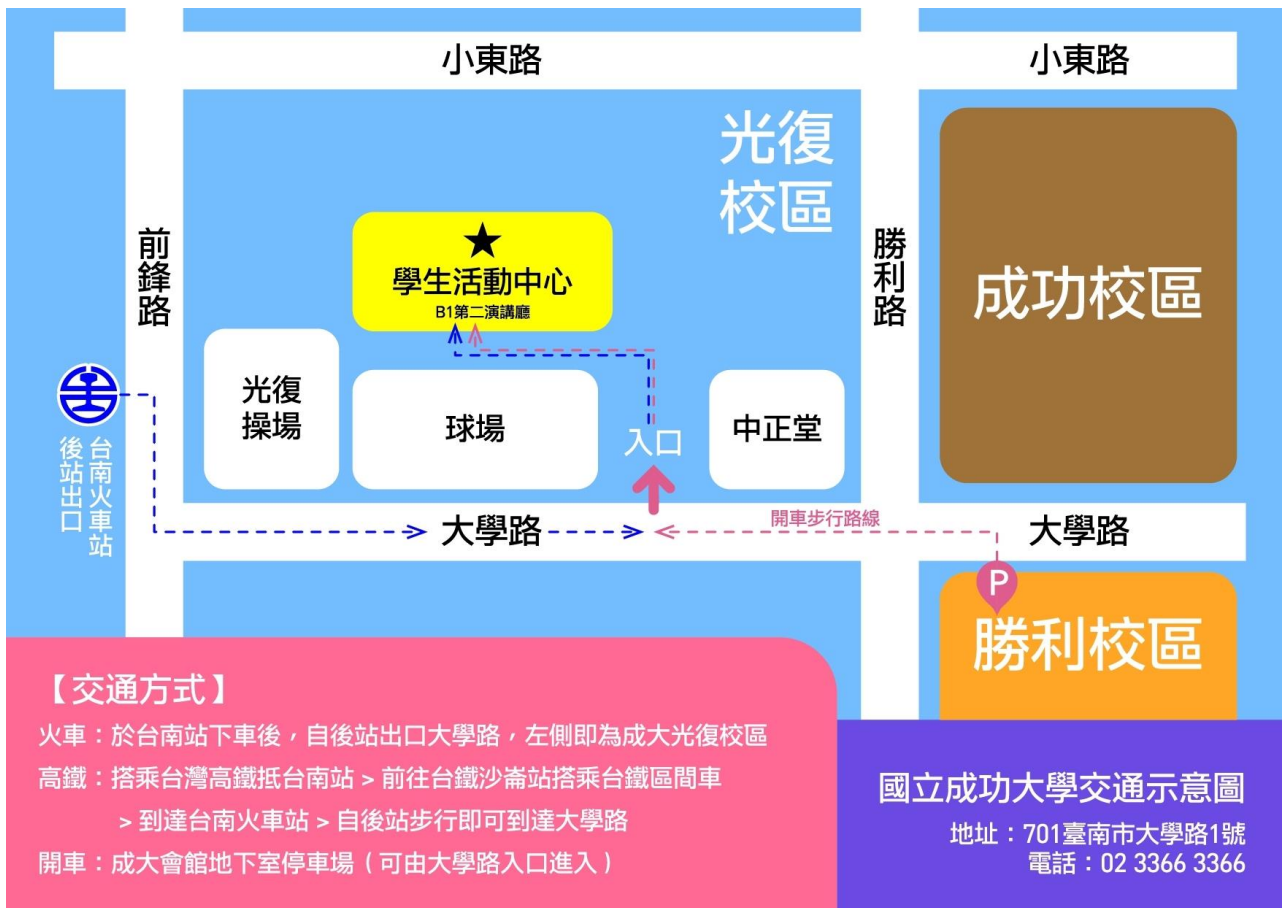 小東路
小東路
光復
校區
前鋒路
勝利路
★
學生活動中心
B1第二演講廳
成功校區
光復
操場
球場
入口
中正堂
台南火車站
後站出口
大學路
開車步行路線
大學路
P
勝利校區
【交通方式】
火車：於台南站下車後，自後站出口大學路，左側即為成大光復校區
高鐵：搭乘台灣高鐵抵台南站 > 前往台鐵沙崙站搭乘台鐵區間車
> 到達台南火車站 > 自後站步行即可到達大學路
開車：成大會館地下室停車場（可由大學路入口進入）
國立成功大學交通示意圖
地址：701臺南市大學路1號
電話：02 3366 3366